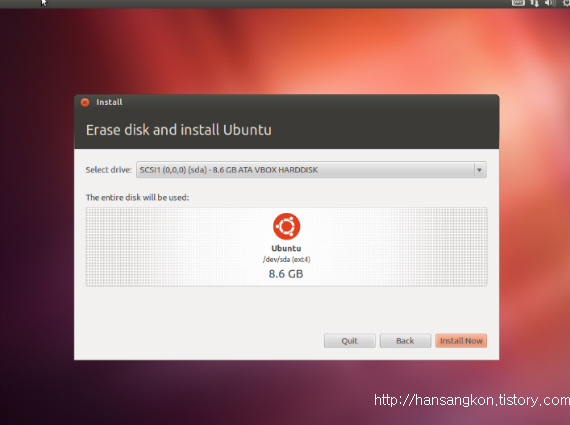 Install
Erase disk and install Ubuntu
Select drive: SCSI1 (0,0,0) (sda) - 8.6 GB ATA VBOX HARDDISK
The entire disk will be used:
Ubuntu
/dev/sda (ext4)
8.6 GB
Quit Back Install Now
http://hansangkon.tistory.com